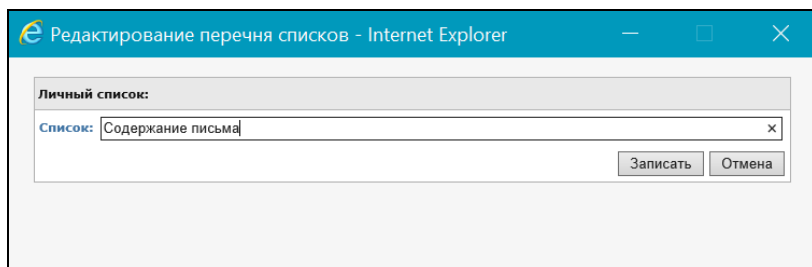 Редактирование перечня списков - Internet Explorer
Личный список:
Список: Содержание письма
Записать Отмена